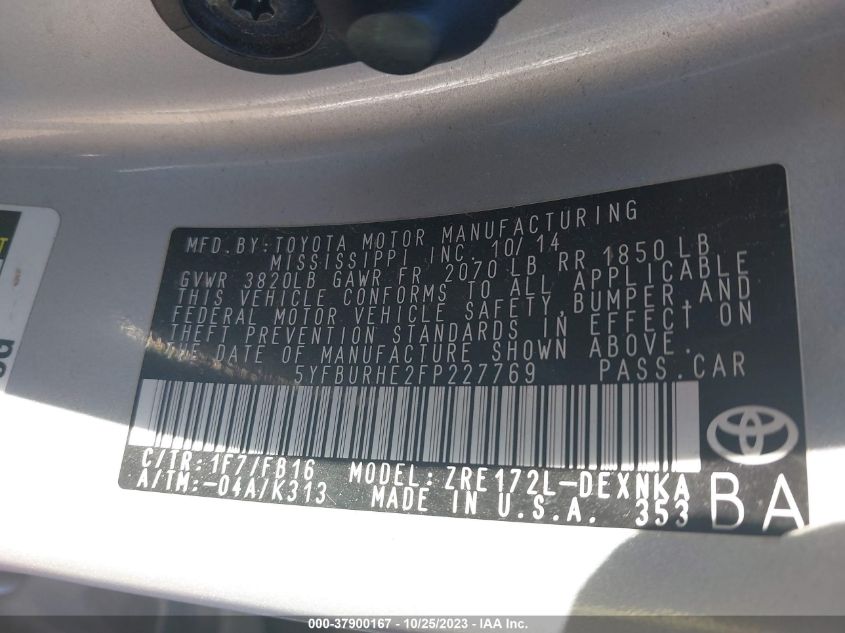 MFD. BY: TOYOTA MOTOR MANUFACTURING
MISSISSIPPI INC. 10/14
GVWR 3820LB GAWR FR 2070 LB RR 1850 LB
THIS VEHICLE CONFORMS TO ALL APPLICABLE
FEDERAL MOTOR VEHICLE SAFETY, BUMPER, AND
THEFT PREVENTION STANDARDS IN EFFECT ON
THE DATE OF MANUFACTURE SHOWN ABOVE.
5YFBURHE2FP227769 PASS. CAR
C/TR: 1F7/FB16 MODEL: ZRE172L-DEXNKA
A/TM: -04A/K313 MADE IN U.S.A. 353 BA
000-37900167 - 10/25/2023 - IAA Inc.